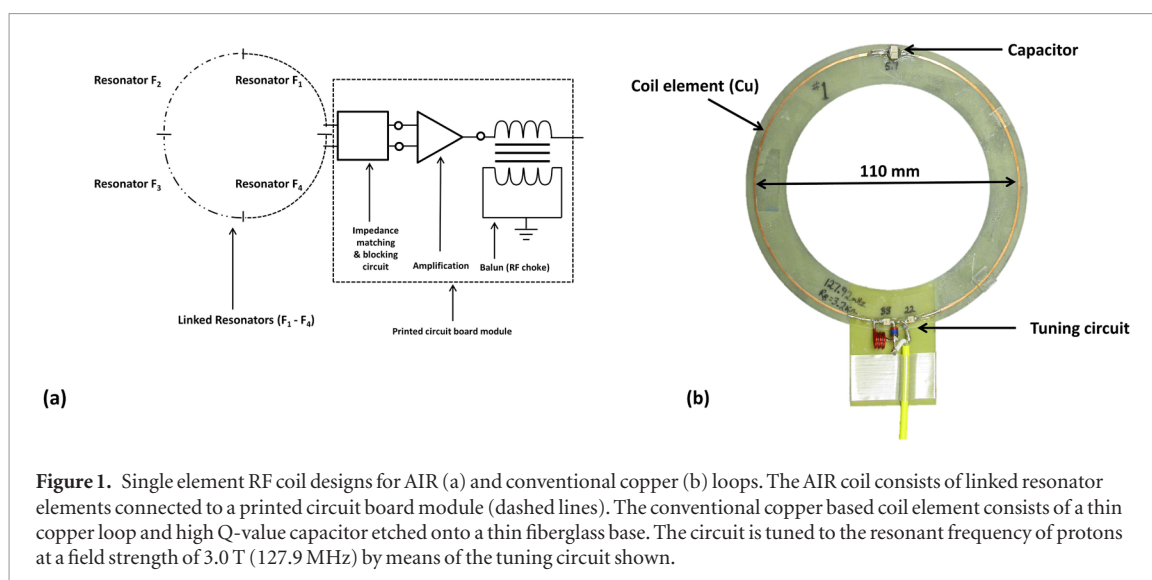 Resonator F₂
Resonator F₁
Resonator F₃
Resonator F₄
Impedance
matching
& blocking
circuit
Amplification
Balun (RF choke)
Linked Resonators (F₁ - F₄)
Printed circuit board module
(a)
Capacitor
Coil element (Cu)
#1
110 mm
127.92 mHz
22
Tuning circuit
(b)
Figure 1. Single element RF coil designs for AIR (a) and conventional copper (b) loops. The AIR coil consists of linked resonator
elements connected to a printed circuit board module (dashed lines). The conventional copper based coil element consists of a thin
copper loop and high Q-value capacitor etched onto a thin fiberglass base. The circuit is tuned to the resonant frequency of protons
at a field strength of 3.0 T (127.9 MHz) by means of the tuning circuit shown.